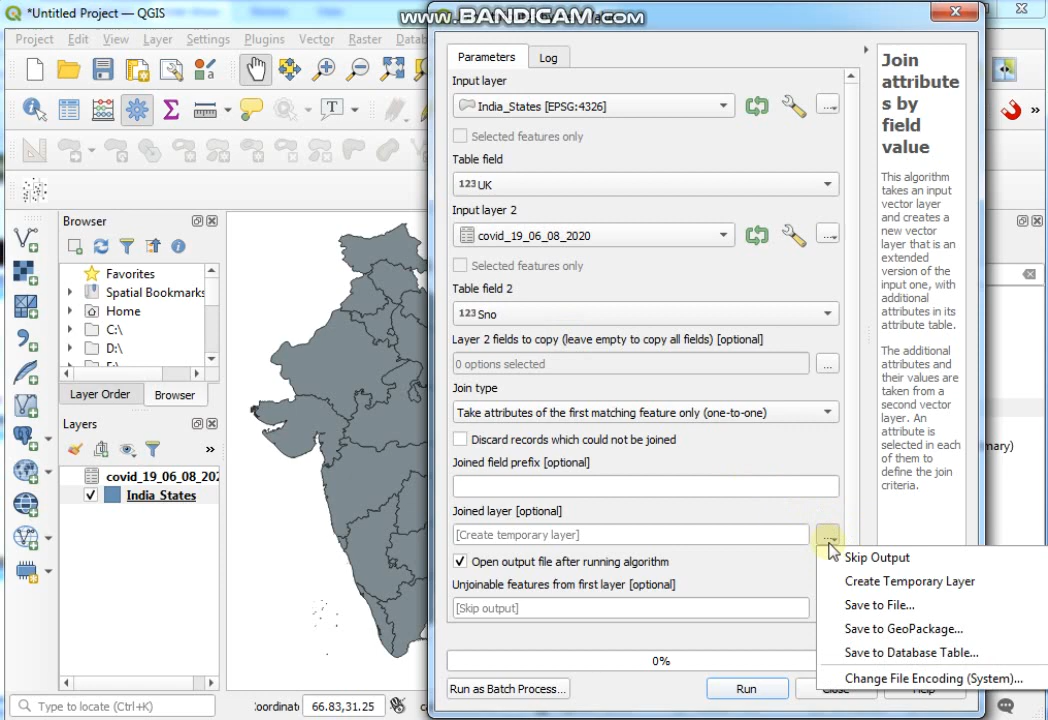 *Untitled Project — QGIS
www.BANDICAM.com
Project Edit View Layer Settings Plugins Vector Raster Datab
Browser
Favorites
Spatial Bookmarks
Home
C:\
D:\
Layer Order
Browser
Layers
covid_19_06_08_202
India States
Type to locate (Ctrl+K)
66.83,31.25
Parameters
Log
Input layer
India_States [EPSG:4326]
Selected features only
Table field
123 UK
Input layer 2
covid_19_06_08_2020
Selected features only
Table field 2
123 Sno
Layer 2 fields to copy (leave empty to copy all fields) [optional]
0 options selected
Join type
Take attributes of the first matching feature only (one-to-one)
Discard records which could not be joined
Joined field prefix [optional]
Joined layer [optional]
[Create temporary layer]
Open output file after running algorithm
Unjoinable features from first layer [optional]
[Skip output]
0%
Run as Batch Process...
Run
Close
Help
Skip Output
Create Temporary Layer
Save to File...
Save to GeoPackage...
Save to Database Table...
Change File Encoding (System)...
Join
attribute
s by
field
value
This algorithm
takes an input
vector layer
and creates a
new vector
layer that is an
extended
version of the
input one, with
additional
attributes in its
attribute table.
The additional
attributes and
their values are
taken from a
second vector
layer. An
attribute is
selected in each
of them to
define the join
criteria.
mary)